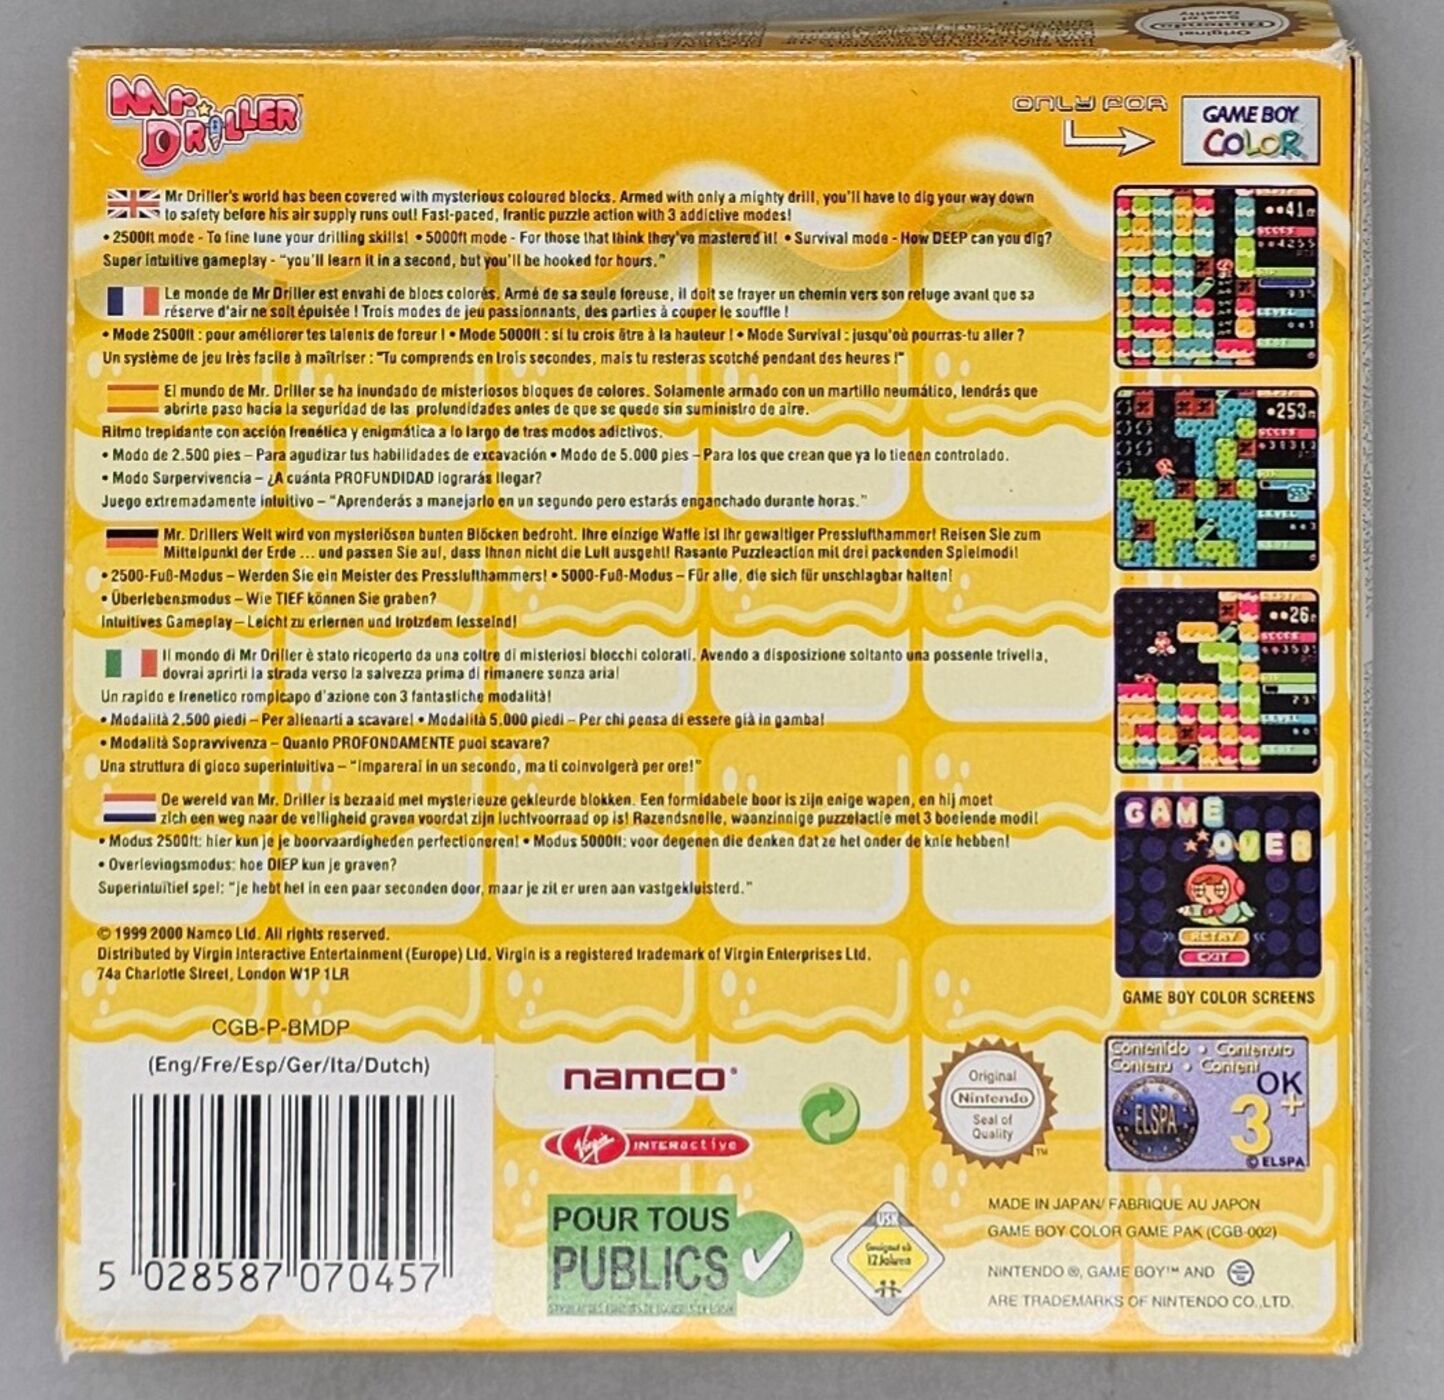 Original
Nintendo
Seal of
Quality
Mr. DRILLER
ONLY FOR
GAME BOY
COLOR
Mr Driller's world has been covered with mysterious coloured blocks. Armed with only a mighty drill, you'll have to dig your way down
to safety before his air supply runs out! Fast-paced, frantic puzzle action with 3 addictive modes!
• 2500ft mode - To fine tune your drilling skills! • 5000ft mode - For those that think they've mastered it! • Survival mode - How DEEP can you dig?
Super intuitive gameplay - "you'll learn it in a second, but you'll be hooked for hours."
Le monde de Mr Driller est envahi de blocs colorés. Armé de sa seule foreuse, il doit se frayer un chemin vers son refuge avant que sa
réserve d'air ne soit épuisée ! Trois modes de jeu passionnants, des parties à couper le souffle !
• Mode 2500ft : pour améliorer tes talents de foreur ! • Mode 5000ft : si tu crois être à la hauteur ! • Mode Survival : jusqu'où pourras-tu aller ?
Un système de jeu très facile à maîtriser : "Tu comprends en trois secondes, mais tu resteras scotché pendant des heures !"
El mundo de Mr. Driller se ha inundado de misteriosos bloques de colores. Solamente armado con un martillo neumático, tendrás que
abrirte paso hacia la seguridad de las profundidades antes de que se quede sin suministro de aire.
Ritmo trepidante con acción frenética y enigmática a lo largo de tres modos adictivos.
• Modo de 2.500 pies – Para agudizar tus habilidades de excavación • Modo de 5.000 pies – Para los que crean que ya lo tienen controlado.
• Modo Surpervivencia – ¿A cuánta PROFUNDIDAD lograrás llegar?
Juego extremadamente intuitivo – "Aprenderás a manejarlo en un segundo pero estarás enganchado durante horas."
Mr. Drillers Welt wird von mysteriösen bunten Blöcken bedroht. Ihre einzige Waffe ist Ihr gewaltiger Presslufthammer! Reisen Sie zum
Mittelpunkt der Erde ... und passen Sie auf, dass Ihnen nicht die Luft ausgeht! Rasante Puzzleaction mit drei packenden Spielmodi!
• 2500-Fuß-Modus – Werden Sie ein Meister des Presslufthammers! • 5000-Fuß-Modus – Für alle, die sich für unschlagbar halten!
• Überlebensmodus – Wie TIEF können Sie graben?
Intuitives Gameplay – Leicht zu erlernen und trotzdem fesselnd!
Il mondo di Mr Driller è stato ricoperto da una coltre di misteriosi blocchi colorati. Avendo a disposizione soltanto una possente trivella,
dovrai aprirti la strada verso la salvezza prima di rimanere senza aria!
Un rapido e frenetico rompicapo d'azione con 3 fantastiche modalità!
• Modalità 2.500 piedi – Per allenarti a scavare! • Modalità 5.000 piedi – Per chi pensa di essere già in gamba!
• Modalità Sopravvivenza – Quanto PROFONDAMENTE puoi scavare?
Una struttura di gioco superintuitiva – "Imparerai in un secondo, ma ti coinvolgerà per ore!"
De wereld van Mr. Driller is bezaaid met mysterieuze gekleurde blokken. Een formidabele boor is zijn enige wapen, en hij moet
zich een weg naar de veiligheid graven voordat zijn luchtvoorraad op is! Razendsnelle, waanzinnige puzzelactie met 3 boeiende modi!
• Modus 2500ft: hier kun je je boorvaardigheden perfectioneren! • Modus 5000ft: voor degenen die denken dat ze het onder de knie hebben!
• Overlevingsmodus: hoe DIEP kun je graven?
Superintuïtief spel: "je hebt het in een paar seconden door, maar je zit er uren aan vastgekluisterd."
© 1999 2000 Namco Ltd. All rights reserved.
Distributed by Virgin Interactive Entertainment (Europe) Ltd. Virgin is a registered trademark of Virgin Enterprises Ltd.
74a Charlotte Street, London W1P 1LR
41m
253m
LEVEL
26m
LEVEL
GAME
OVER
RETRY
EXIT
GAME BOY COLOR SCREENS
CGB-P-BMDP
(Eng/Fre/Esp/Ger/Ita/Dutch)
5 028587 070457
namco®
Virgin INTERACTIVE
POUR TOUS
PUBLICS
Original
Nintendo
Seal of
Quality
TM
Contenido • Contenuto
Contenu • Content
OK
ELSPA
3+
© ELSPA
USK
Geeignet ab
12 Jahren
MADE IN JAPAN/ FABRIQUE AU JAPON
GAME BOY COLOR GAME PAK (CGB-002)
NINTENDO ®, GAME BOY™ AND
ARE TRADEMARKS OF NINTENDO CO.,LTD.